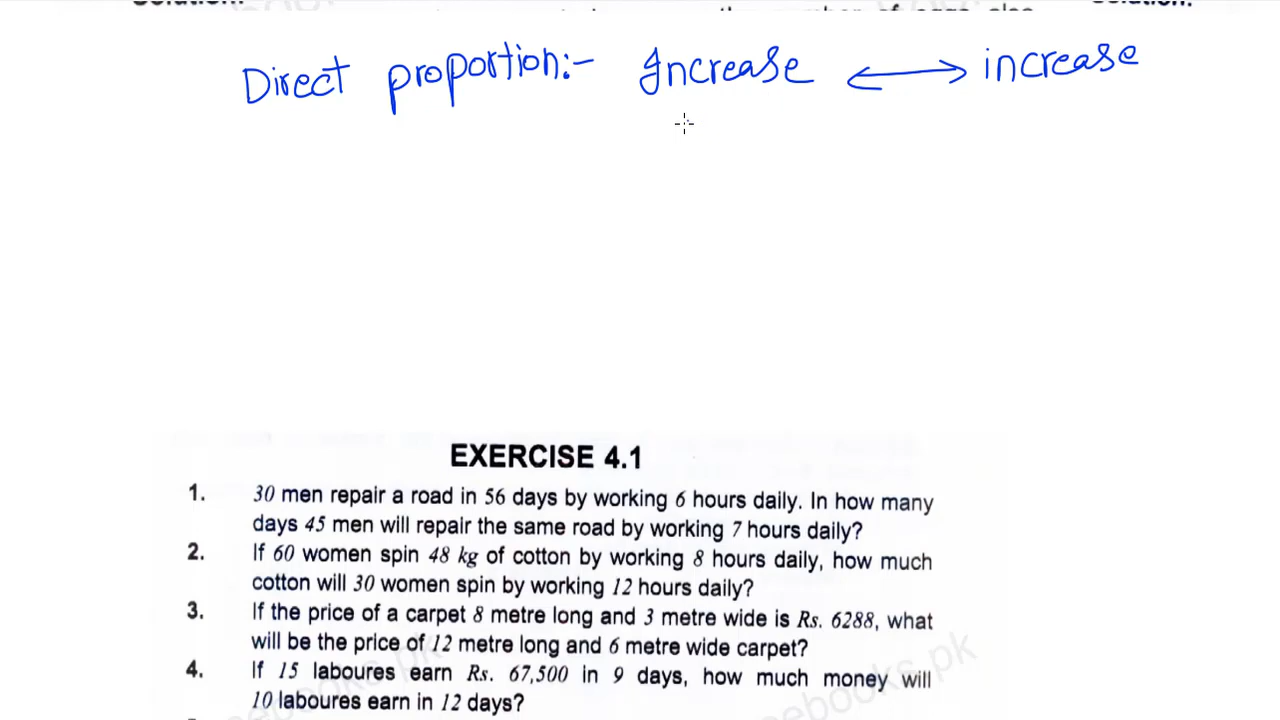 Direct proportion:- Increase ⟷ increase
EXERCISE 4.1
1. 30 men repair a road in 56 days by working 6 hours daily. In how many
days 45 men will repair the same road by working 7 hours daily?
2. If 60 women spin 48 kg of cotton by working 8 hours daily, how much
cotton will 30 women spin by working 12 hours daily?
3. If the price of a carpet 8 metre long and 3 metre wide is Rs. 6288, what
will be the price of 12 metre long and 6 metre wide carpet?
4. If 15 laboures earn Rs. 67,500 in 9 days, how much money will
10 laboures earn in 12 days?